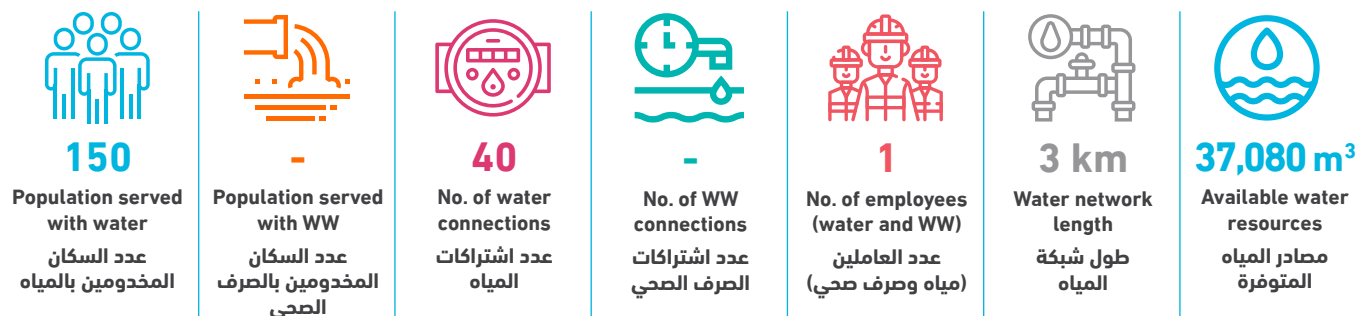 150
Population served
with water
عدد السكان
المخدومين بالمياه
-
Population served
with WW
عدد السكان
المخدومين بالصرف
الصحي
40
No. of water
connections
عدد اشتراكات
المياه
-
No. of WW
connections
عدد اشتراكات
الصرف الصحي
1
No. of employees
(water and WW)
عدد العاملين
(مياه وصرف صحي)
3 km
Water network
length
طول شبكة
المياه
37,080 m³
Available water
resources
مصادر المياه
المتوفرة